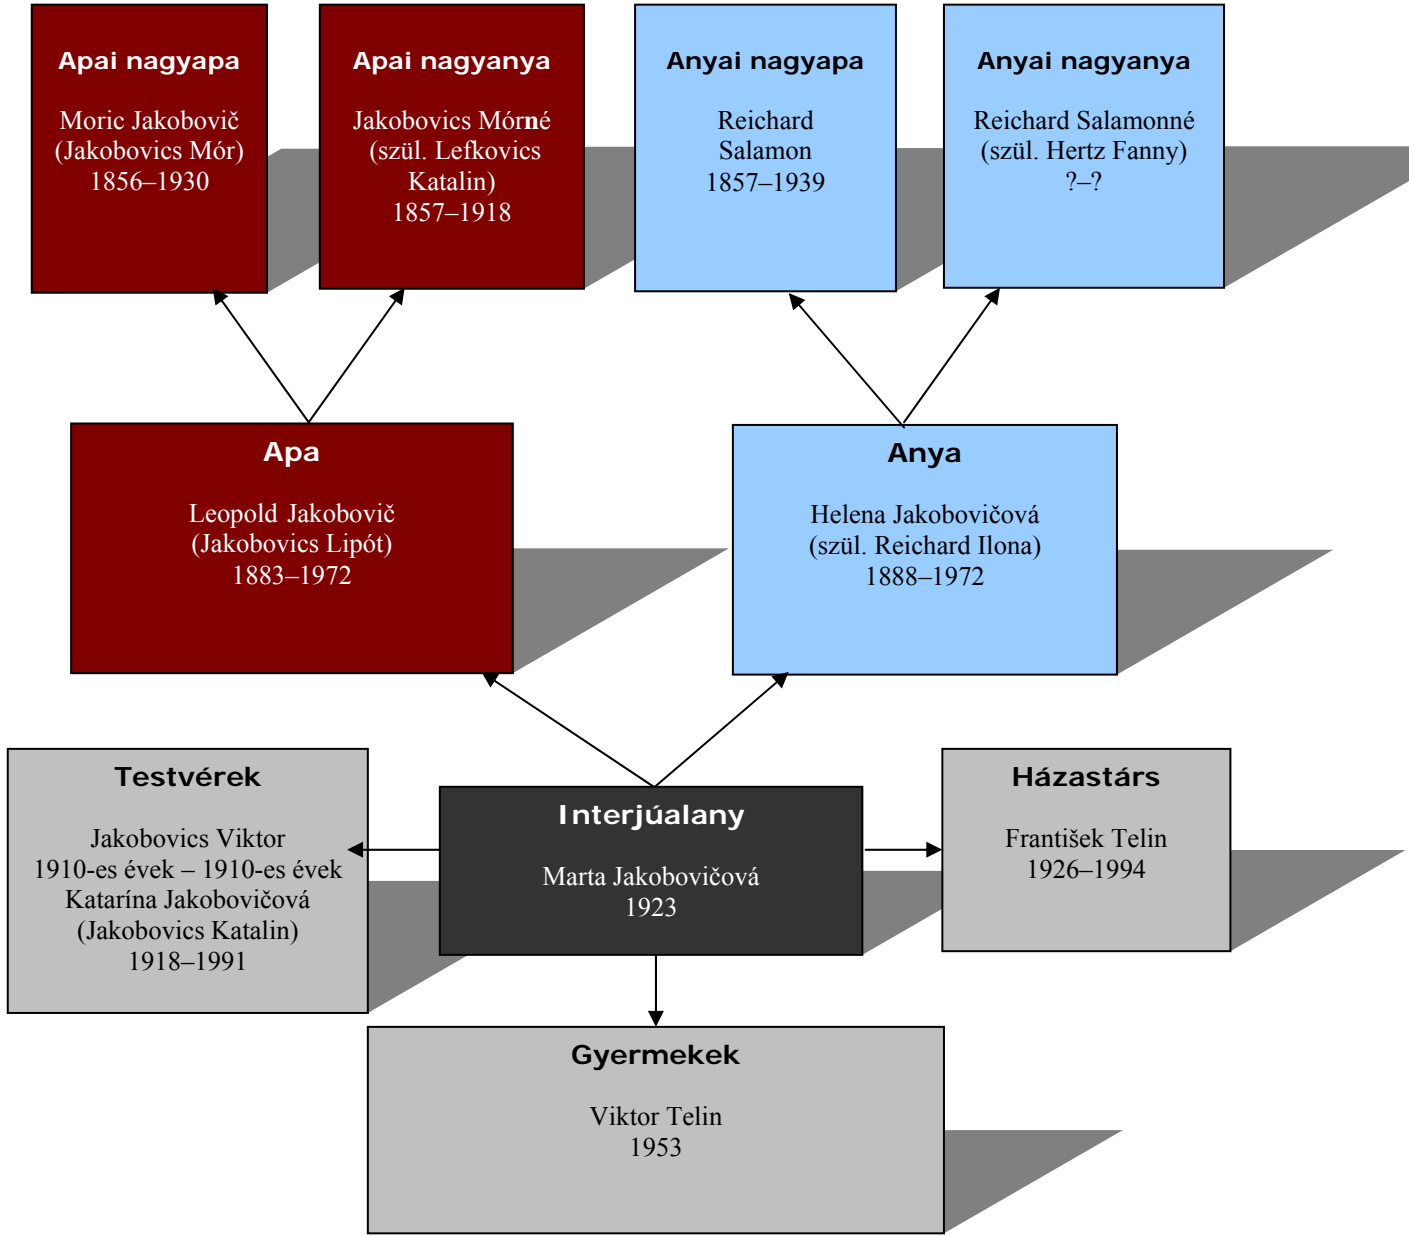 Apai nagyapa
Moric Jakobovič
(Jakobovics Mór)
1856–1930
Apai nagyanya
Jakobovics Mórné
(szül. Lefkovics
Katalin)
1857–1918
Anyai nagyapa
Reichard
Salamon
1857–1939
Anyai nagyanya
Reichard Salamonné
(szül. Hertz Fanny)
?–?
Apa
Leopold Jakobovič
(Jakobovics Lipót)
1883–1972
Anya
Helena Jakobovičová
(szül. Reichard Ilona)
1888–1972
Testvérek
Jakobovics Viktor
1910-es évek – 1910-es évek
Katarína Jakobovičová
(Jakobovics Katalin)
1918–1991
Interjúalany
Marta Jakobovičová
1923
Házastárs
František Telin
1926–1994
Gyermekek
Viktor Telin
1953